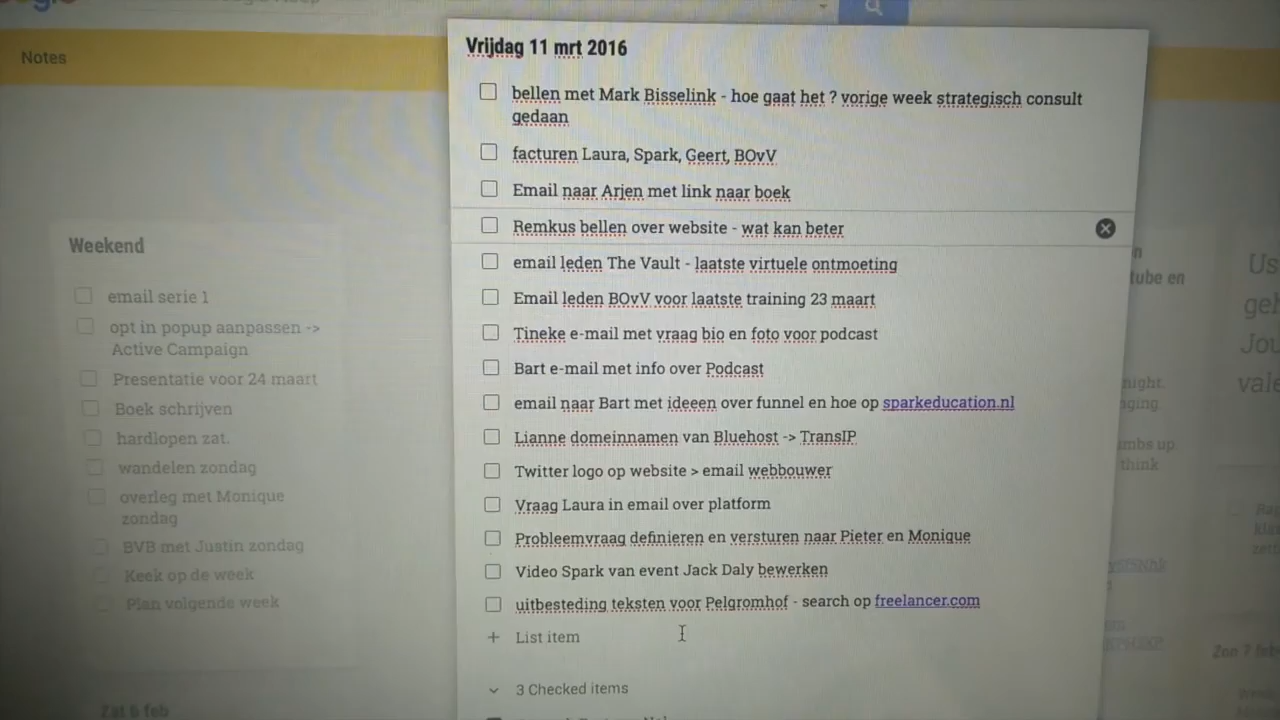 Notes
Vrijdag 11 mrt 2016
bellen met Mark Bisselink - hoe gaat het ? vorige week strategisch consult
gedaan
facturen Laura, Spark, Geert, BOvV
Email naar Arjen met link naar boek
Remkus bellen over website - wat kan beter
email leden The Vault - laatste virtuele ontmoeting
Email leden BOvV voor laatste training 23 maart
Tineke e-mail met vraag bio en foto voor podcast
Bart e-mail met info over Podcast
email naar Bart met ideeen over funnel en hoe op sparkeducation.nl
Lianne domeinnamen van Bluehost -> TransIP
Twitter logo op website > email webbouwer
Vraag Laura in email over platform
Probleemvraag definieren en versturen naar Pieter en Monique
Video Spark van event Jack Daly bewerken
uitbesteding teksten voor Pelgromhof - search op freelancer.com
+ List item
3 Checked items
Weekend
email serie 1
opt in popup aanpassen ->
Active Campaign
Presentatie voor 24 maart
Boek schrijven
hardlopen zat.
wandelen zondag
overleg met Monique
zondag
BVB met Justin zondag
Keek op de week
Plan volgende week
Zat 6 feb
tube en
night.
think
Zon 7 feb